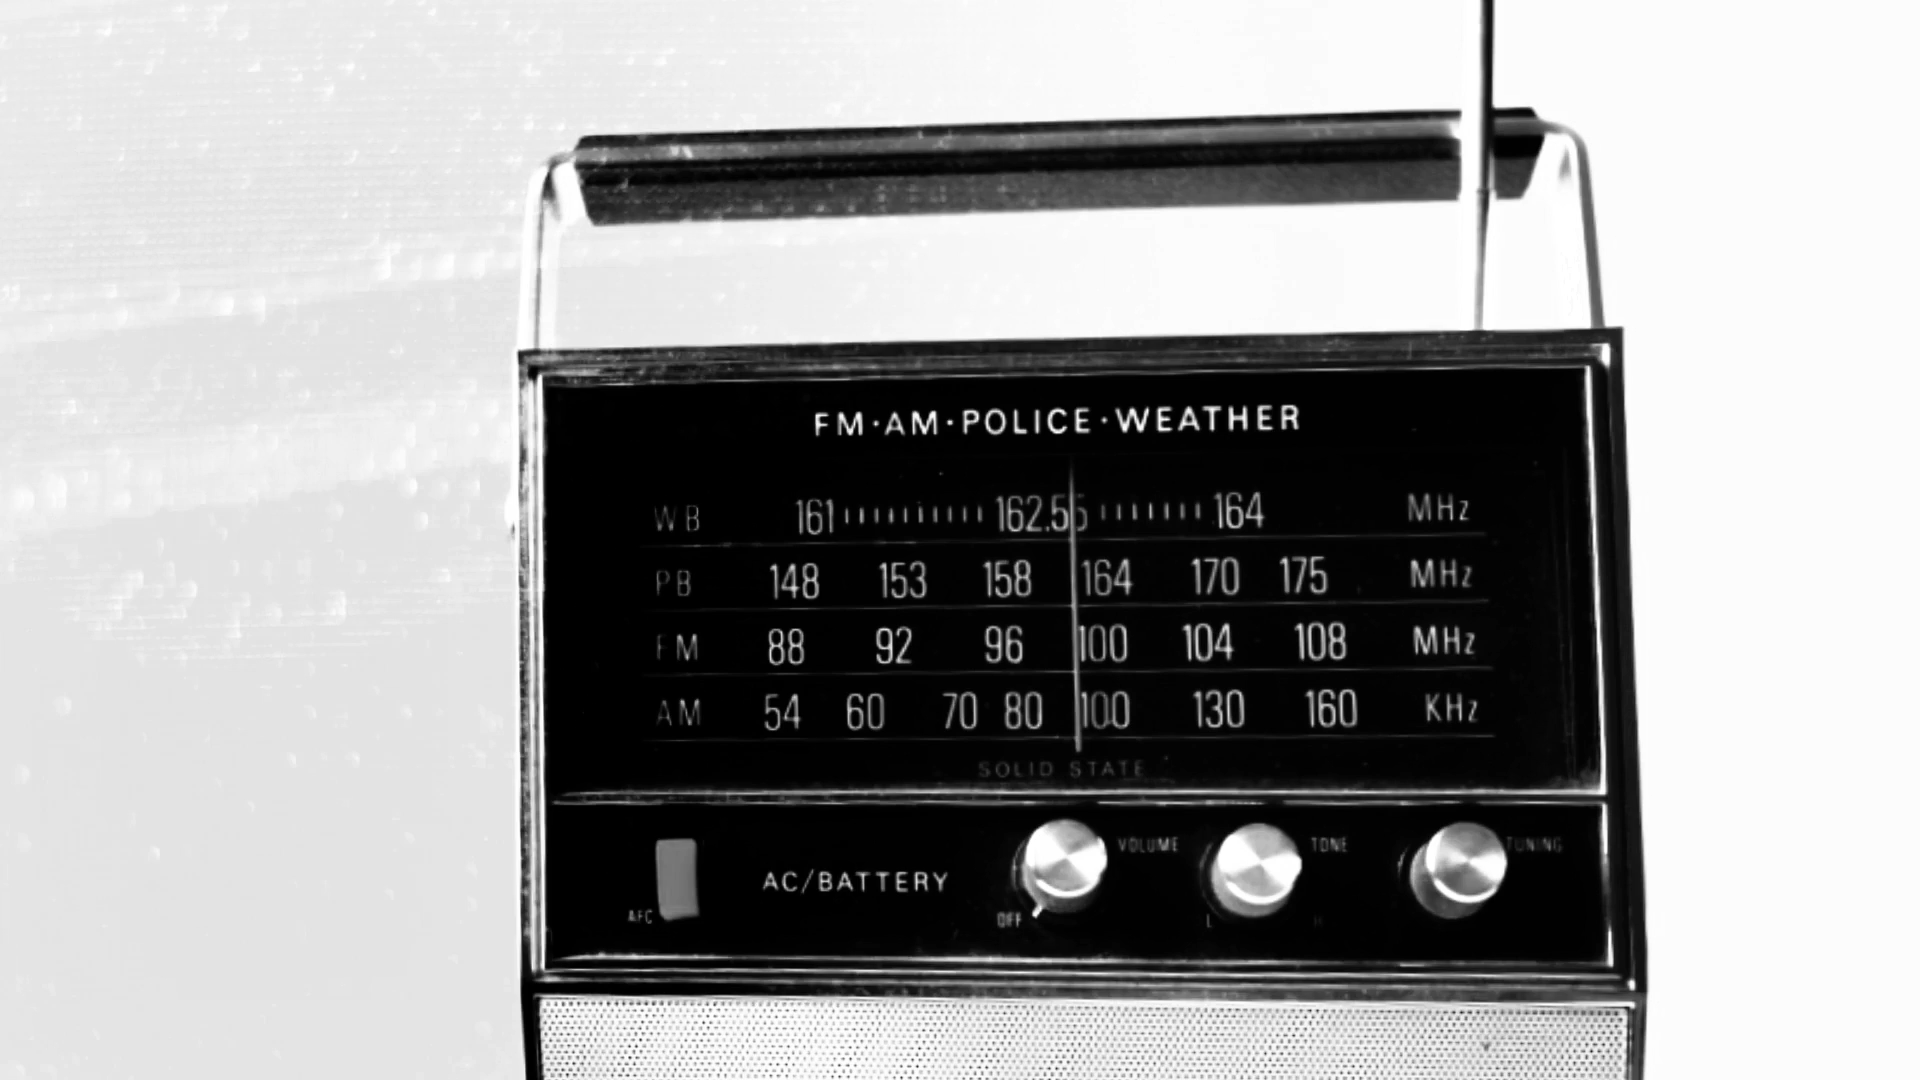 FM·AM·POLICE·WEATHER
WB 161 162.55 164 MHz
PB 148 153 158 164 170 175 MHz
FM 88 92 96 100 104 108 MHz
AM 54 60 70 80 100 130 160 KHz
SOLID STATE
VOLUME TONE TUNING
AC/BATTERY
AFC OFF L H